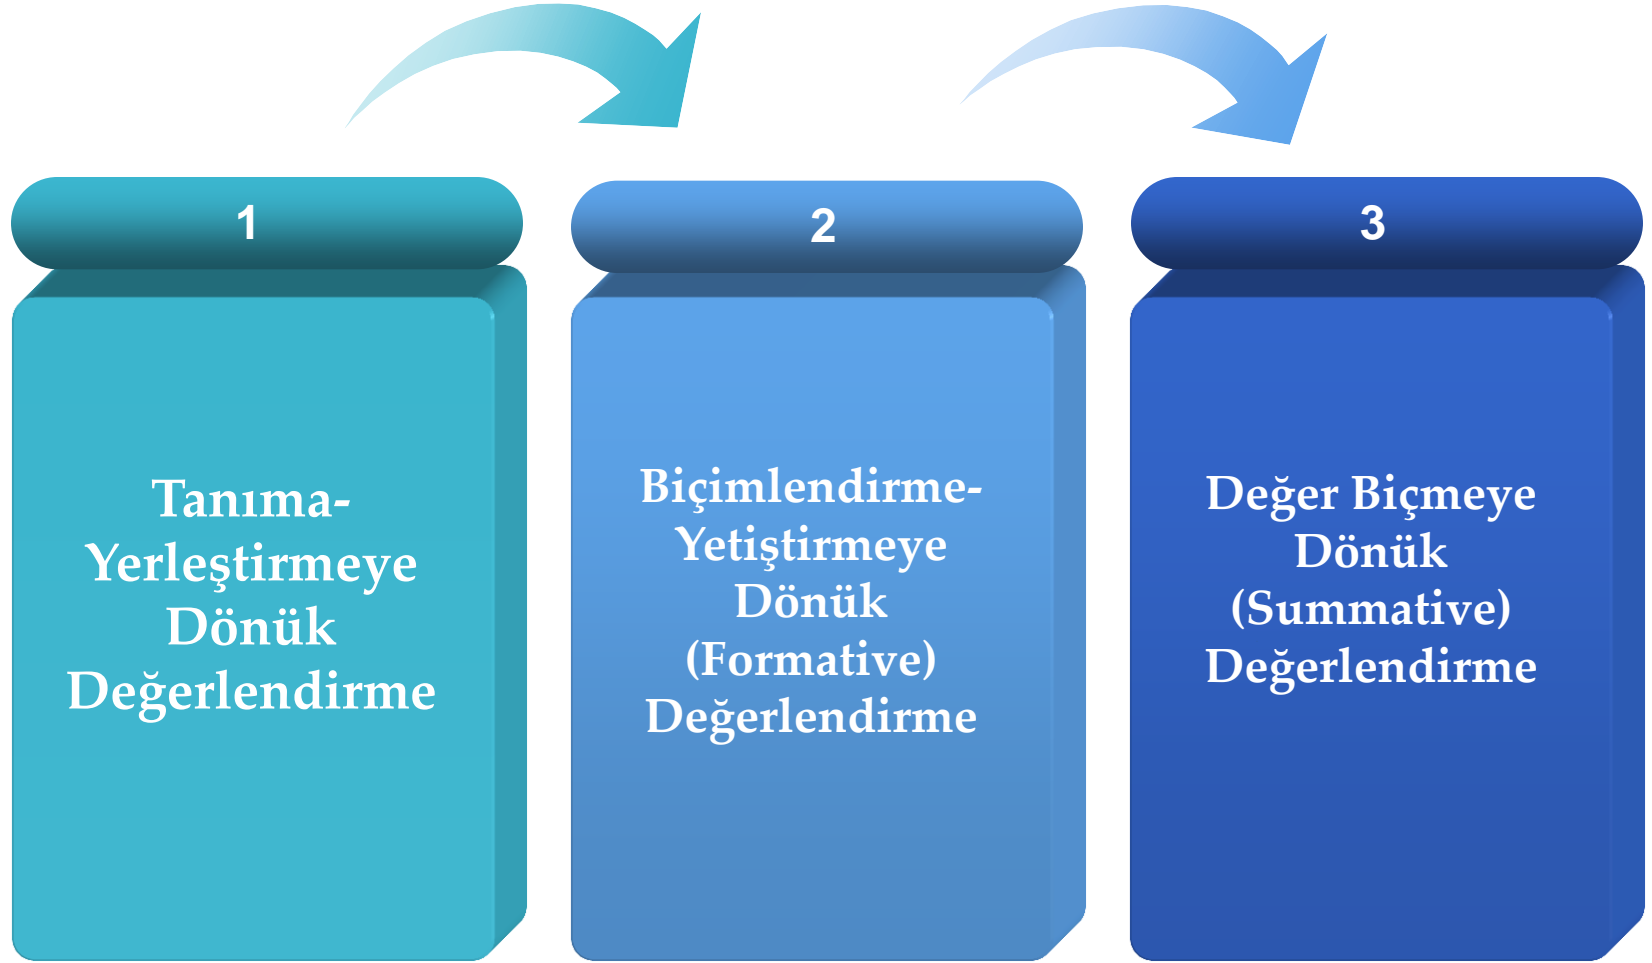 1
Tanıma-
Yerleştirmeye
Dönük
Değerlendirme
2
Biçimlendirme-
Yetiştirmeye
Dönük
(Formative)
Değerlendirme
3
Değer Biçmeye
Dönük
(Summative)
Değerlendirme